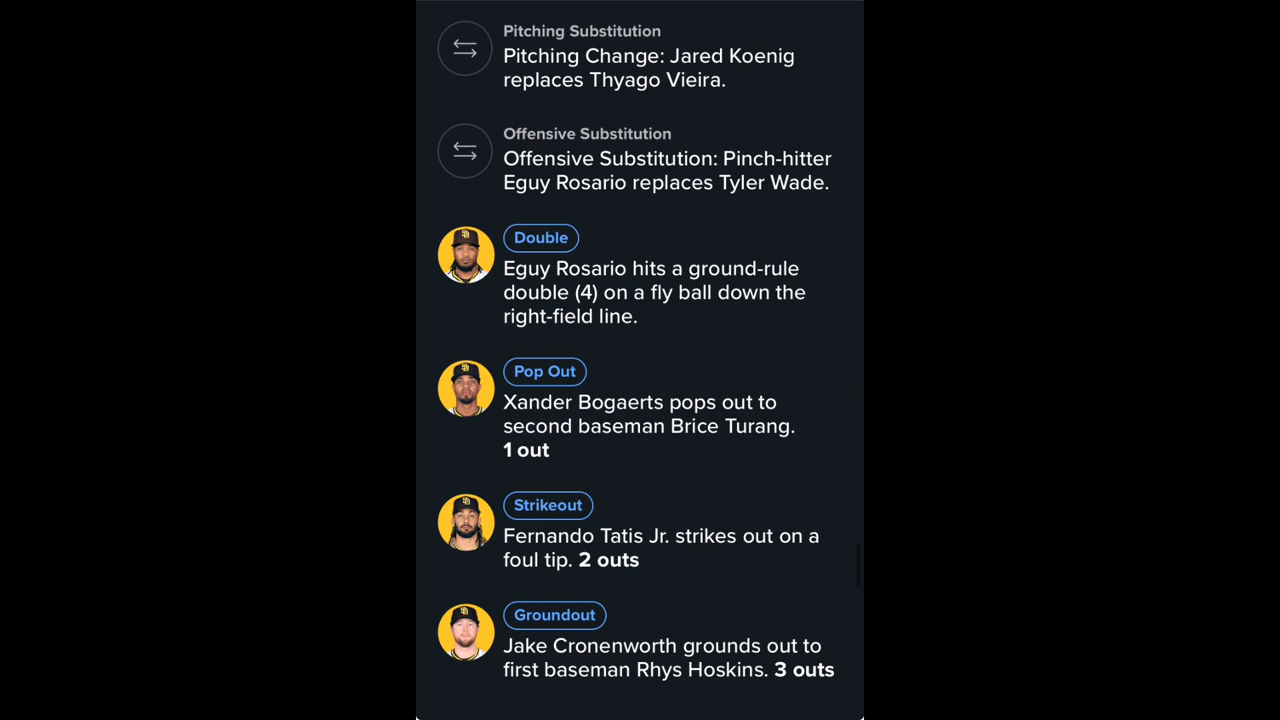 Pitching Substitution
Pitching Change: Jared Koenig
replaces Thyago Vieira.
Offensive Substitution
Offensive Substitution: Pinch-hitter
Eguy Rosario replaces Tyler Wade.
Double
Eguy Rosario hits a ground-rule
double (4) on a fly ball down the
right-field line.
Pop Out
Xander Bogaerts pops out to
second baseman Brice Turang.
1 out
Strikeout
Fernando Tatis Jr. strikes out on a
foul tip. 2 outs
Groundout
Jake Cronenworth grounds out to
first baseman Rhys Hoskins. 3 outs